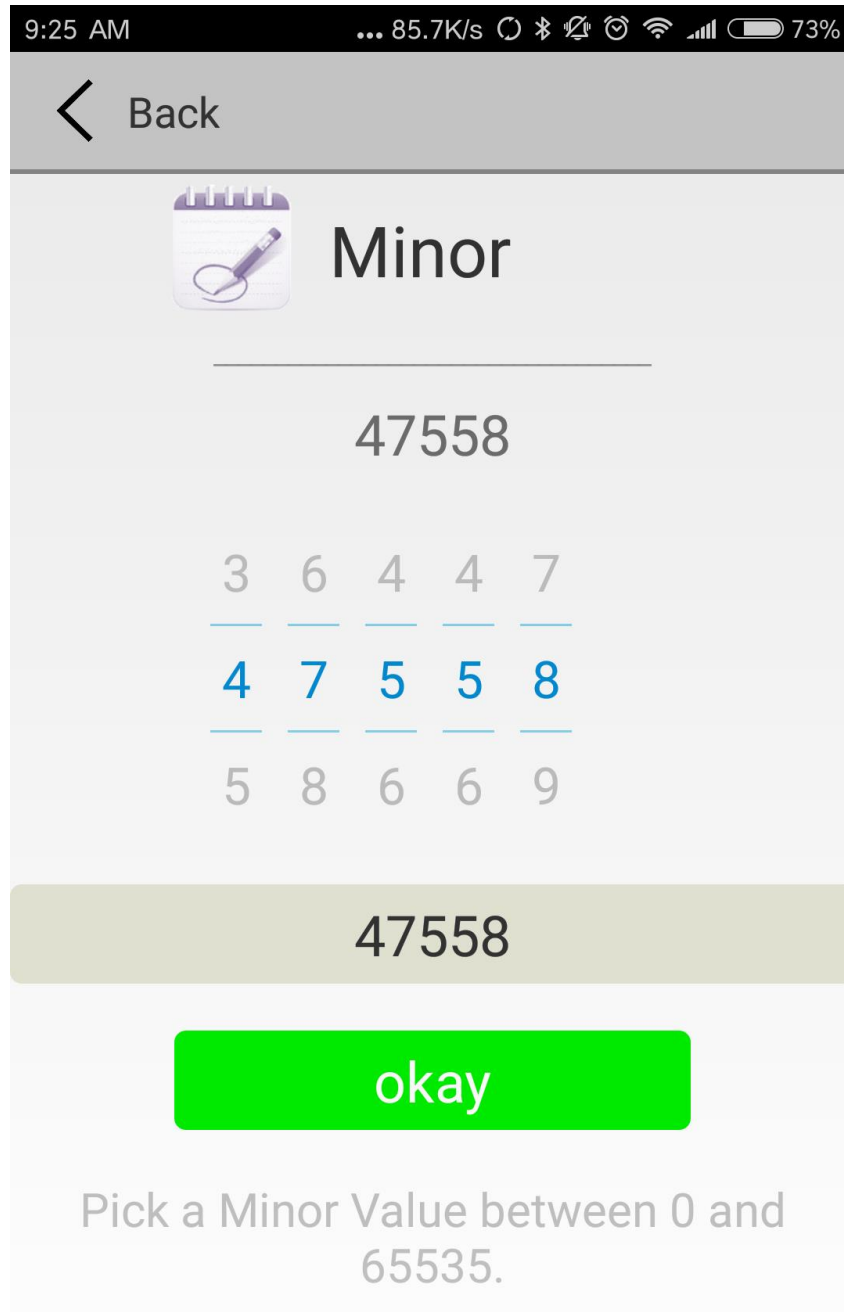 9:25 AM ... 85.7K/s 73%
Back
Minor
47558
3 6 4 4 7
4 7 5 5 8
5 8 6 6 9
47558
okay
Pick a Minor Value between 0 and
65535.